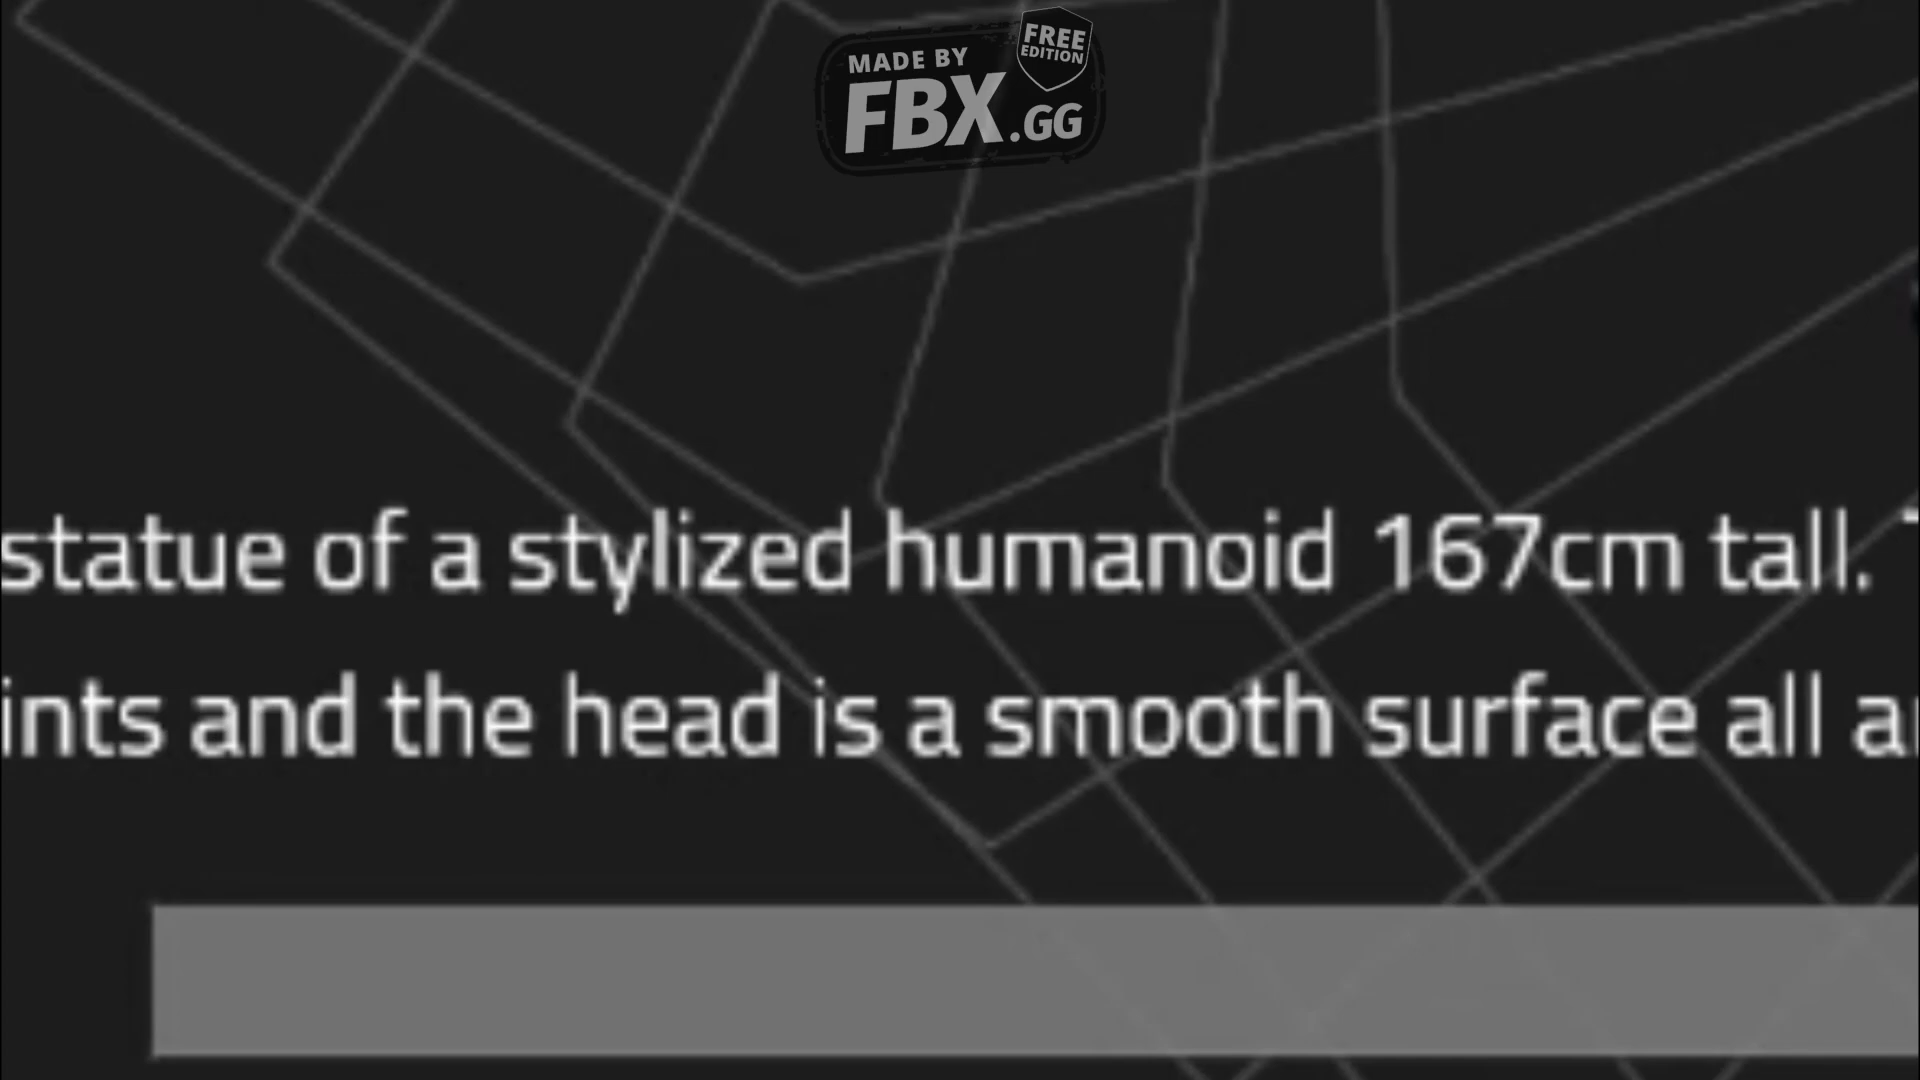 FREE
EDITION
MADE BY
FBX.GG
statue of a stylized humanoid 167cm tall.
ints and the head is a smooth surface all